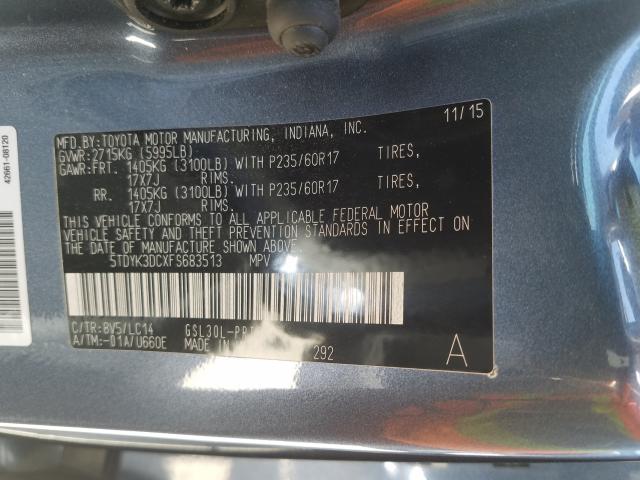 11/15
MFD.BY:TOYOTA MOTOR MANUFACTURING, INDIANA, INC.
GVWR:2715KG (5995LB)
GAWR:FRT. 1405KG (3100LB) WITH P235/60R17 TIRES,
17X7J RIMS.
RR. 1405KG (3100LB) WITH P235/60R17 TIRES,
17X7J RIMS.
THIS VEHICLE CONFORMS TO ALL APPLICABLE FEDERAL MOTOR
VEHICLE SAFETY AND THEFT PREVENTION STANDARDS IN EFFECT ON
THE DATE OF MANUFACTURE SHOWN ABOVE.
5TDYK3DCXFS683513 MPV
C/TR:8V5/LC14
A/TM:-01A/U660E
MADE IN
292
A
42661-08120